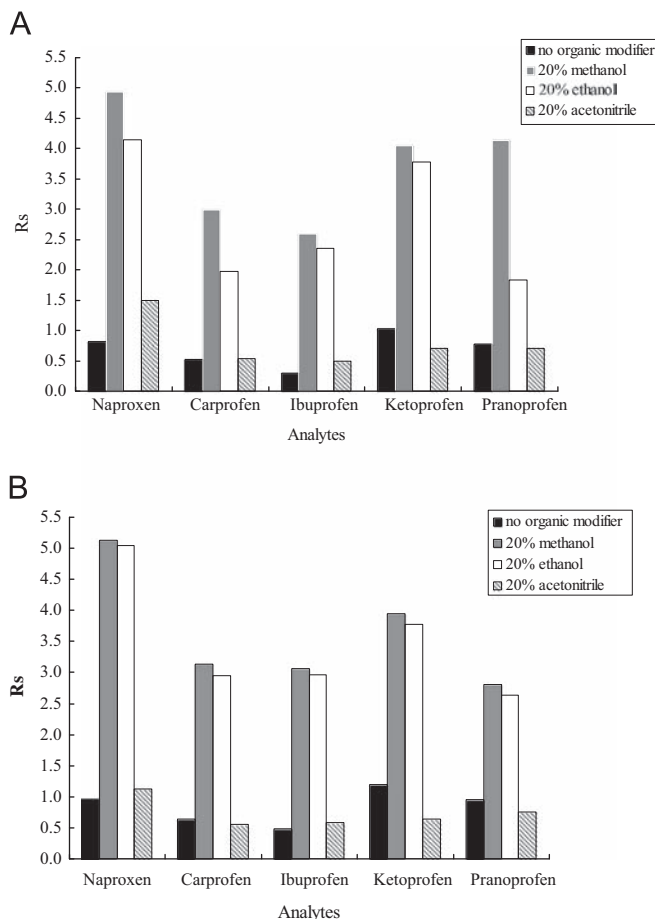 A
no organic modifier
20% methanol
20% ethanoll
20% acetonitrile
5.5
5.0
4.5
4.0
3.5
3.0
2.5
2.0
1.5
1.0
0.5
0.0
Rs
Naproxen Carprofen Ibuprofen Ketoprofen Pranoprofen
Analytes
B
no organic modifier
20% methanol
20% ethanol
20% acetonitrile
5.5
5.0
4.5
4.0
3.5
3.0
2.5
2.0
1.5
1.0
0.5
0.0
Rs
Naproxen Carprofen Ibuprofen Ketoprofen Pranoprofen
Analytes